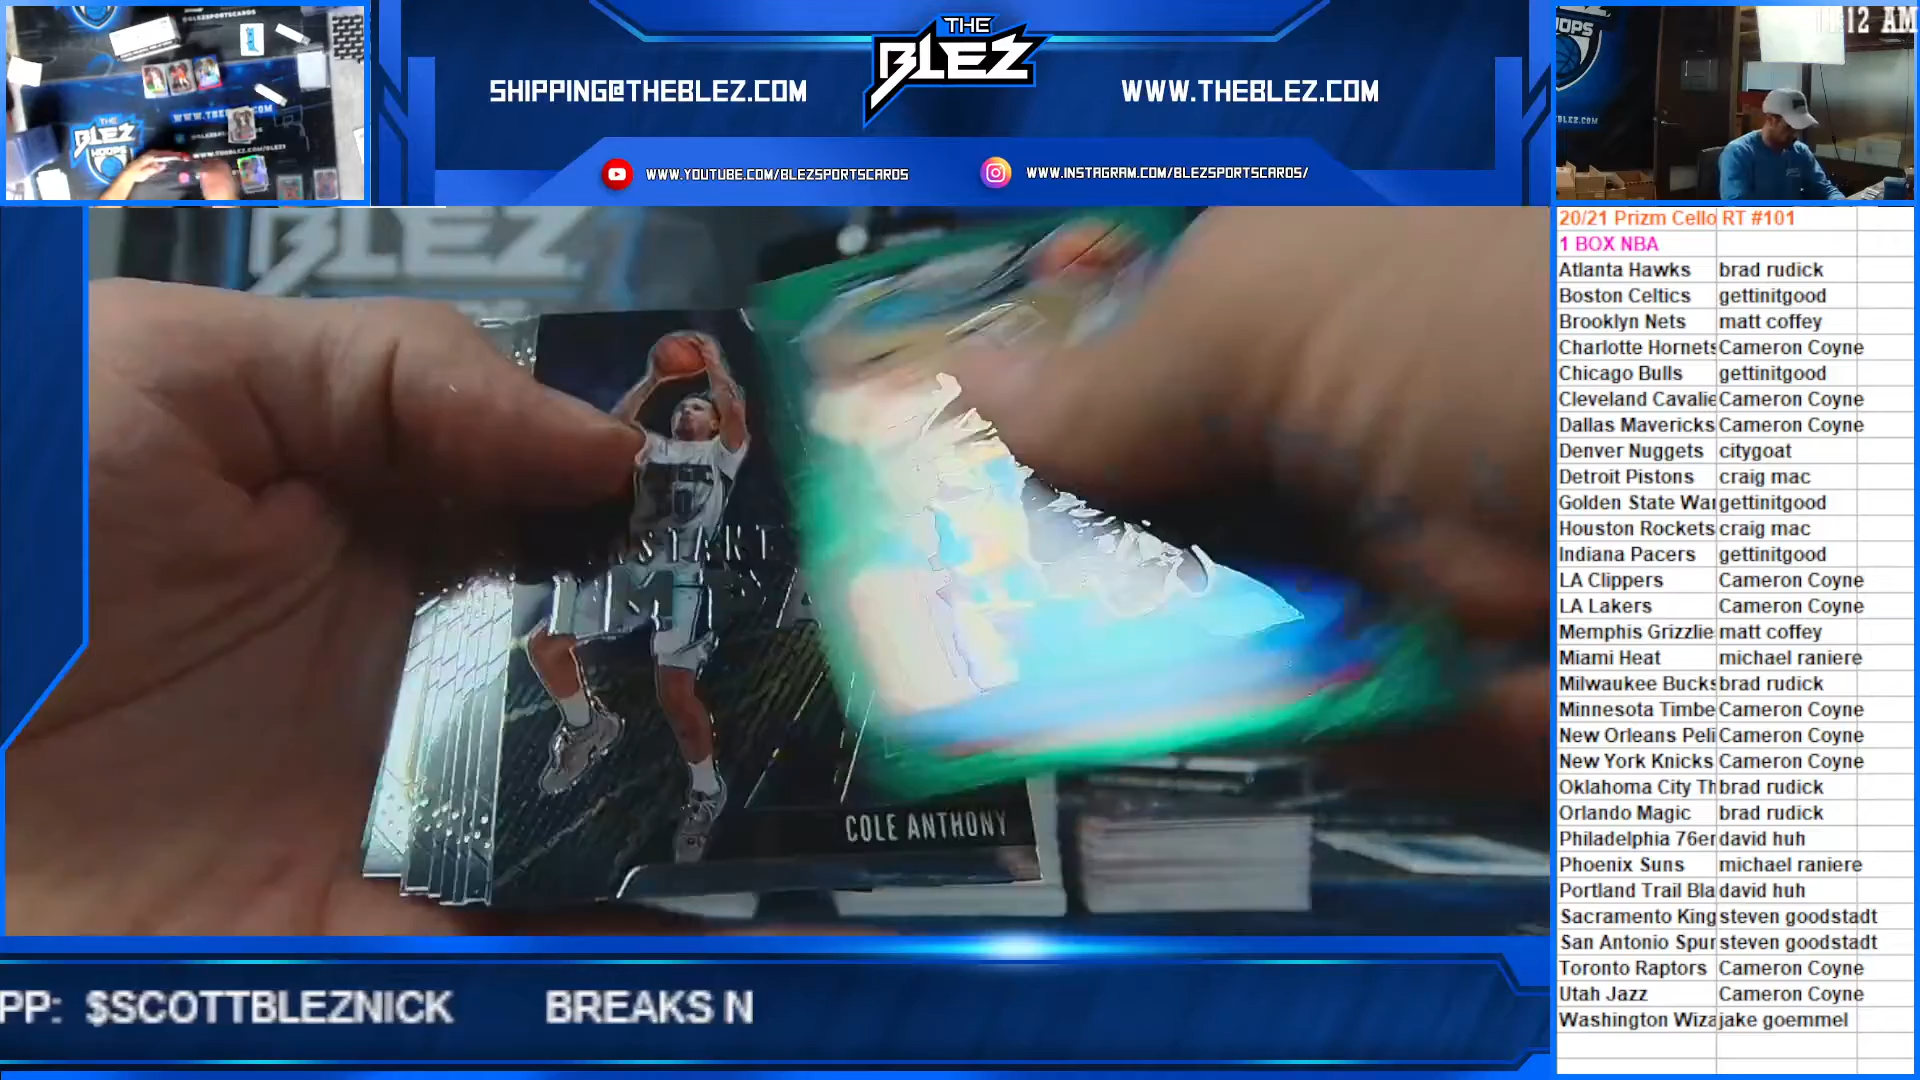 THE
BLEZ
SHIPPING@THEBLEZ.COM
WWW.THEBLEZ.COM
WWW.YOUTUBE.COM/BLEZSPORTSCARDS
WWW.INSTAGRAM.COM/BLEZSPORTSCARDS/
THE
BLEZ
HOOPS
12 AM
BLEZ
COLE ANTHONY
20/21 Prizm Cello RT #101
1 BOX NBA
Atlanta Hawks brad rudick
Boston Celtics gettinitgood
Brooklyn Nets matt coffey
Charlotte Hornets Cameron Coyne
Chicago Bulls gettinitgood
Cleveland Cavalie Cameron Coyne
Dallas Mavericks Cameron Coyne
Denver Nuggets citygoat
Detroit Pistons craig mac
Golden State War gettinitgood
Houston Rockets craig mac
Indiana Pacers gettinitgood
LA Clippers Cameron Coyne
LA Lakers Cameron Coyne
Memphis Grizzlie matt coffey
Miami Heat michael raniere
Milwaukee Bucks brad rudick
Minnesota Timbe Cameron Coyne
New Orleans Peli Cameron Coyne
New York Knicks Cameron Coyne
Oklahoma City Th brad rudick
Orlando Magic brad rudick
Philadelphia 76er david huh
Phoenix Suns michael raniere
Portland Trail Bla david huh
Sacramento King steven goodstadt
San Antonio Spur steven goodstadt
Toronto Raptors Cameron Coyne
Utah Jazz Cameron Coyne
Washington Wiza jake goemmel
PP: $SCOTTBLEZNICK BREAKS N